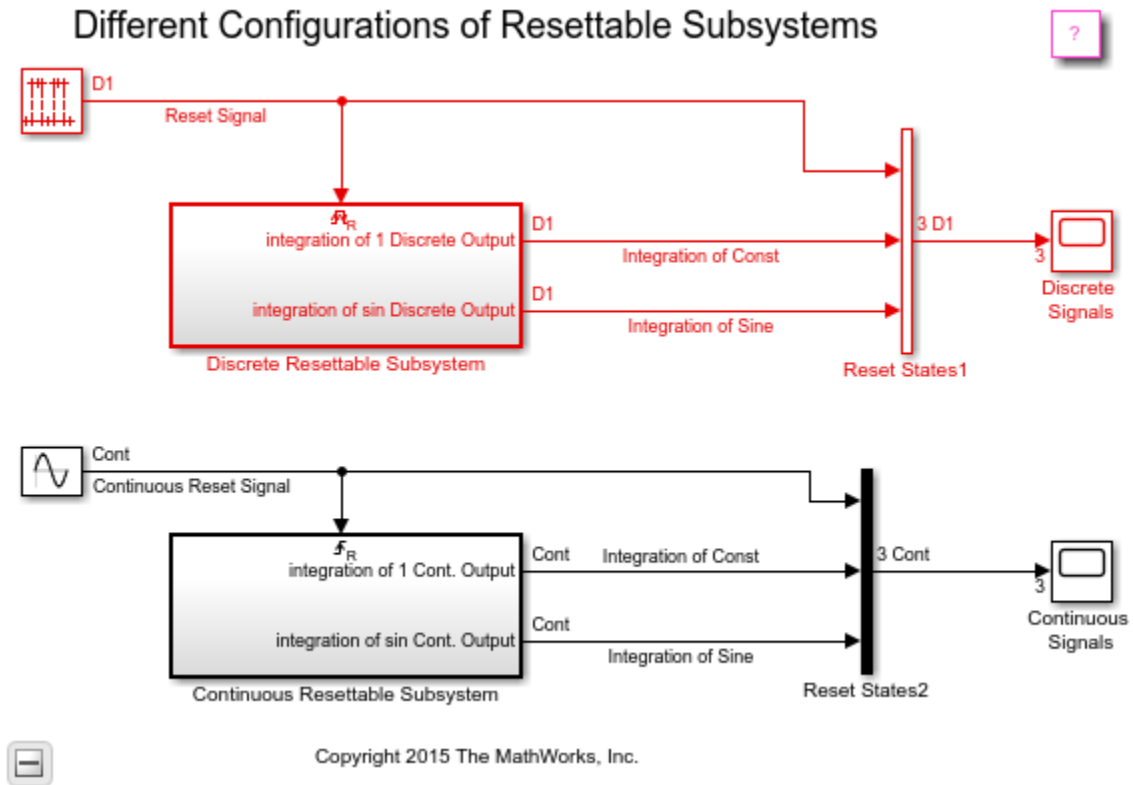 Different Configurations of Resettable Subsystems
?
D1
Reset Signal
R
integration of 1 Discrete Output
D1
Integration of Const
3 D1
3
integration of sin Discrete Output
D1
Integration of Sine
Discrete
Signals
Discrete Resettable Subsystem
Reset States1
Cont
Continuous Reset Signal
R
integration of 1 Cont. Output
Cont
Integration of Const
3 Cont
3
integration of sin Cont. Output
Cont
Integration of Sine
Continuous
Signals
Continuous Resettable Subsystem
Reset States2
Copyright 2015 The MathWorks, Inc.